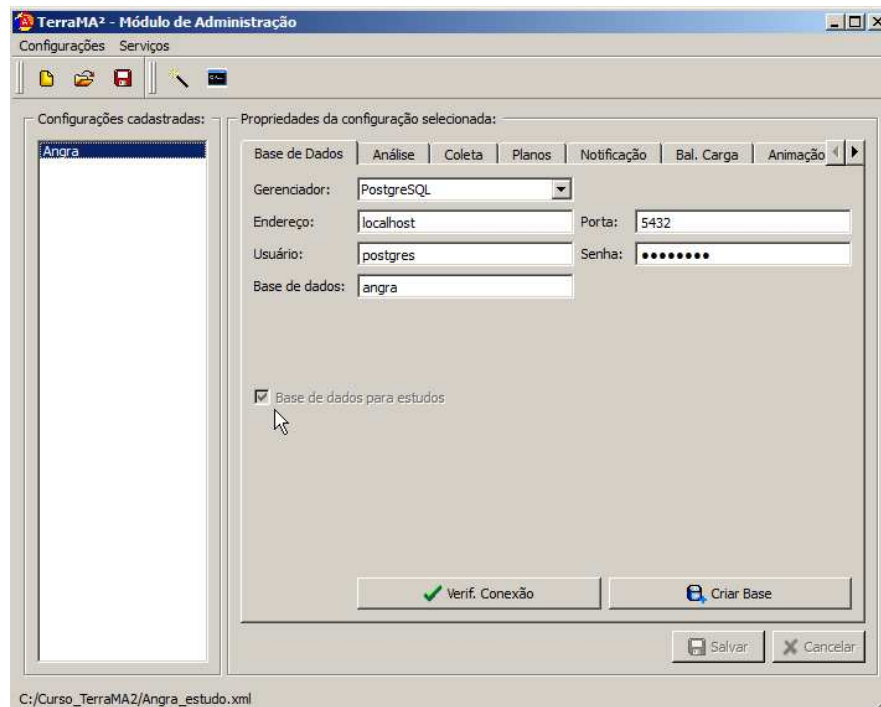 TerraMA² - Módulo de Administração
Configurações Serviços
Configurações cadastradas:
Angra
Propriedades da configuração selecionada:
Base de Dados Análise Coleta Planos Notificação Bal. Carga Animação
Gerenciador: PostgreSQL
Endereço: localhost Porta: 5432
Usuário: postgres Senha: ●●●●●●●●
Base de dados: angra
Base de dados para estudos
Verif. Conexão Criar Base
Salvar Cancelar
C:/Curso_TerraMA2/Angra_estudo.xml